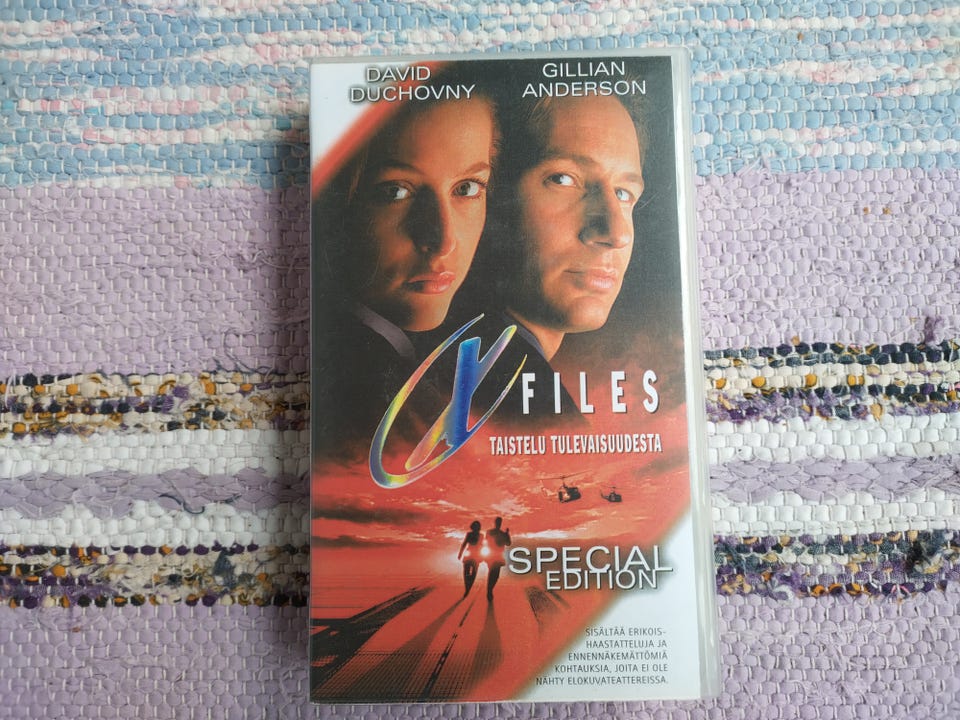 DAVID
DUCHOVNY
GILLIAN
ANDERSON
X FILES
TAISTELU TULEVAISUUDESTA
SPECIAL
EDITION
SISÄLTÄÄ ERIKOIS-
HAASTATTELUJA JA
ENNENNÄKEMÄTTÖMIÄ
KOHTAUKSIA, JOITA EI OLE
NÄHTY ELOKUVATEATTEREISSA.